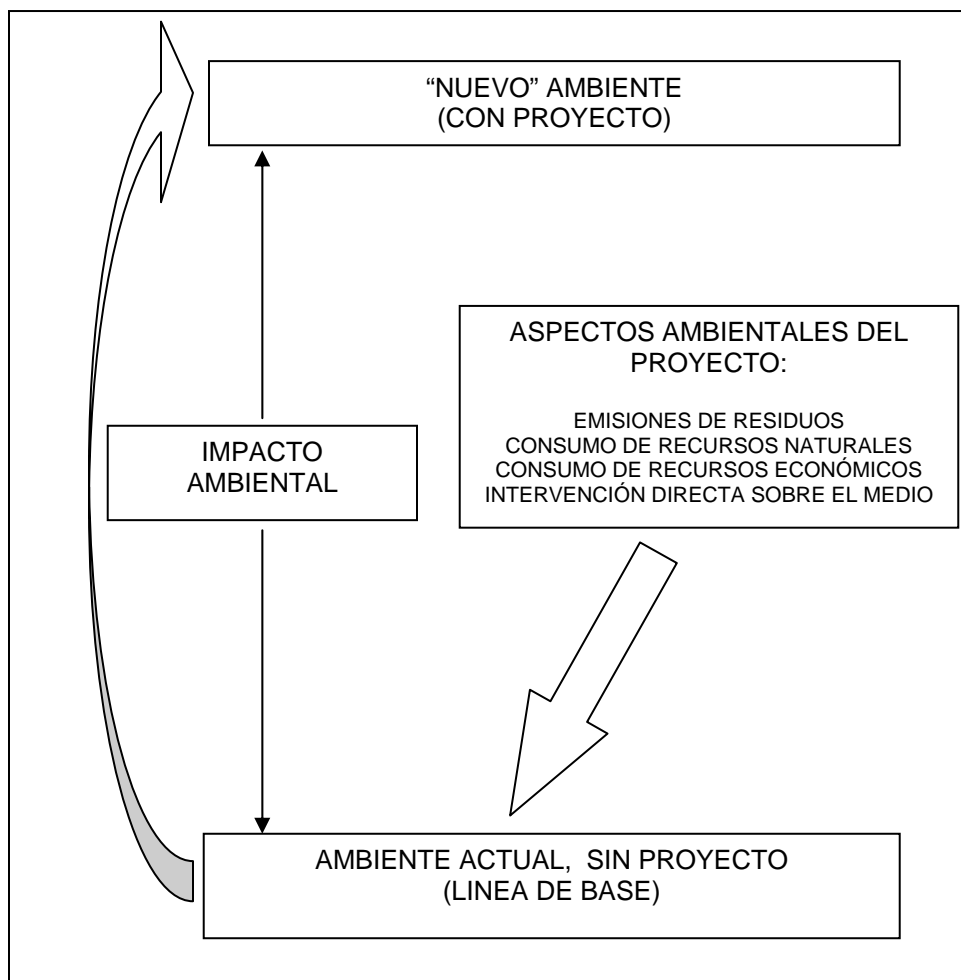 “NUEVO” AMBIENTE
(CON PROYECTO)
ASPECTOS AMBIENTALES DEL
PROYECTO:
EMISIONES DE RESIDUOS
CONSUMO DE RECURSOS NATURALES
CONSUMO DE RECURSOS ECONÓMICOS
INTERVENCIÓN DIRECTA SOBRE EL MEDIO
IMPACTO
AMBIENTAL
AMBIENTE ACTUAL, SIN PROYECTO
(LINEA DE BASE)